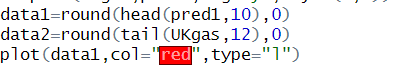 data1=round(head(pred1,10),0)
data2=round(tail(UKgas,12),0)
plot(data1,col="red",type="l")